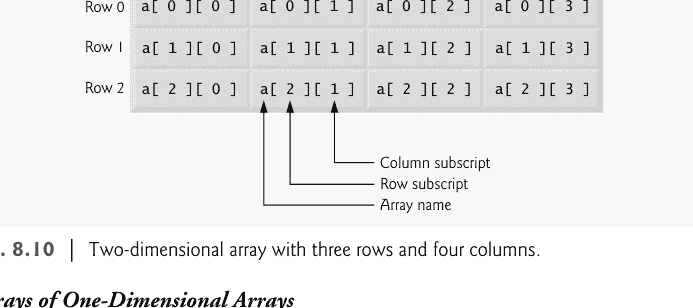 Row 0 a[ 0 ][ 0 ] a[ 0 ][ 1 ] a[ 0 ][ 2 ] a[ 0 ][ 3 ]
Row 1 a[ 1 ][ 0 ] a[ 1 ][ 1 ] a[ 1 ][ 2 ] a[ 1 ][ 3 ]
Row 2 a[ 2 ][ 0 ] a[ 2 ][ 1 ] a[ 2 ][ 2 ] a[ 2 ][ 3 ]
Column subscript
Row subscript
Array name
. 8.10 | Two-dimensional array with three rows and four columns.
rays of One-Dimensional Arrays